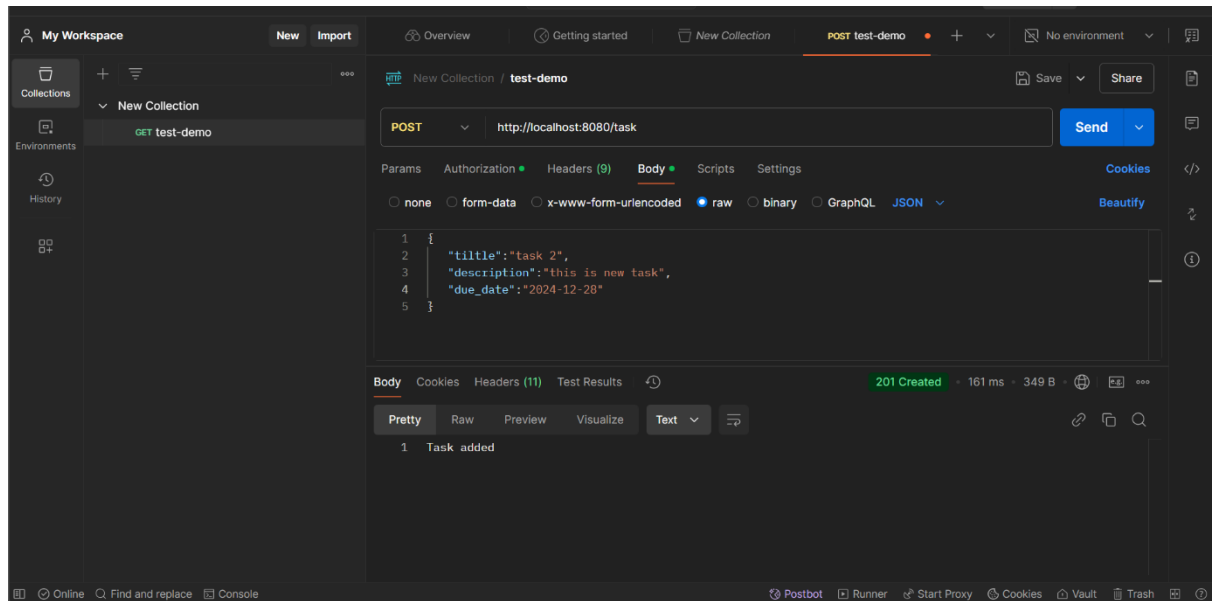 My Workspace New Import Overview Getting started New Collection POST test-demo No environment
Collections
New Collection / test-demo Save Share
New Collection
GET test-demo
POST http://localhost:8080/task Send
Environments
Params Authorization Headers (9) Body Scripts Settings Cookies
History
none form-data x-www-form-urlencoded raw binary GraphQL JSON Beautify
1 {
2 "tiltle":"task 2",
3 "description":"this is new task",
4 "due_date":"2024-12-28"
5 }
Body Cookies Headers (11) Test Results 201 Created 161 ms 349 B e.g.
Pretty Raw Preview Visualize Text
1 Task added
Online Find and replace Console Postbot Runner Start Proxy Cookies Vault Trash